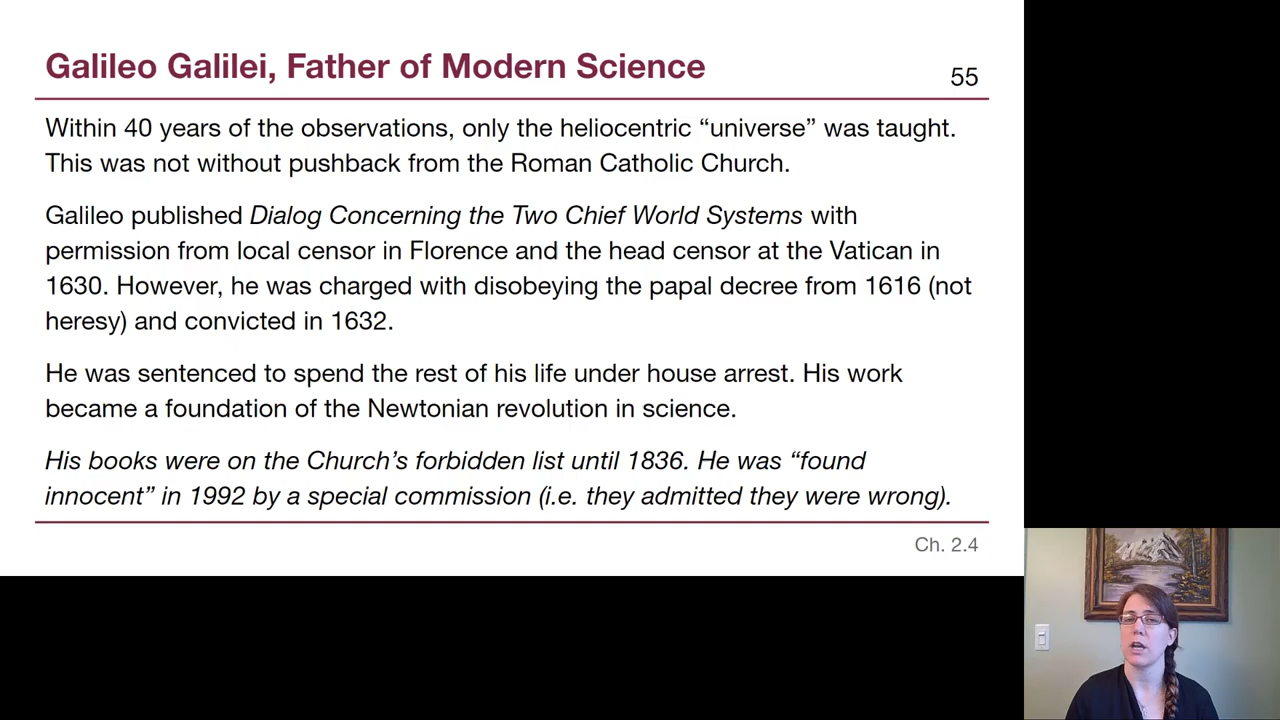 Galileo Galilei, Father of Modern Science
55
Within 40 years of the observations, only the heliocentric “universe” was taught.
This was not without pushback from the Roman Catholic Church.
Galileo published Dialog Concerning the Two Chief World Systems with
permission from local censor in Florence and the head censor at the Vatican in
1630. However, he was charged with disobeying the papal decree from 1616 (not
heresy) and convicted in 1632.
He was sentenced to spend the rest of his life under house arrest. His work
became a foundation of the Newtonian revolution in science.
His books were on the Church’s forbidden list until 1836. He was “found
innocent” in 1992 by a special commission (i.e. they admitted they were wrong).
Ch. 2.4